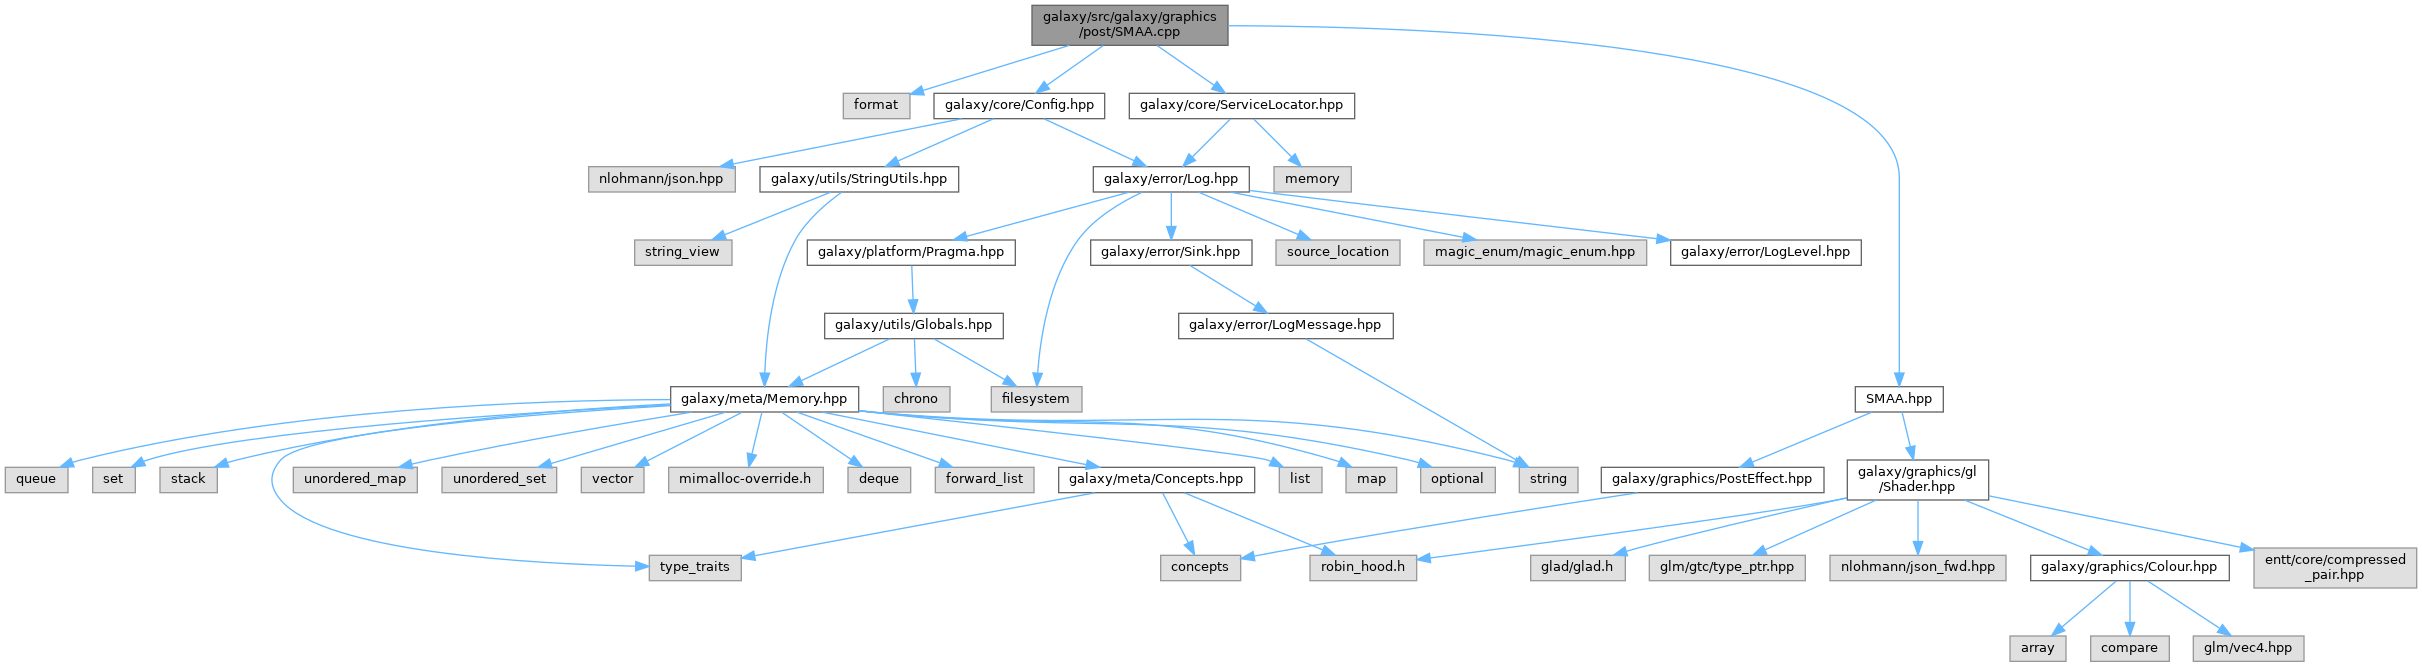 galaxy/src/galaxy/graphics
/post/SMAA.cpp
format
galaxy/core/Config.hpp
galaxy/core/ServiceLocator.hpp
nlohmann/json.hpp
galaxy/utils/StringUtils.hpp
galaxy/error/Log.hpp
memory
string_view
galaxy/platform/Pragma.hpp
galaxy/error/Sink.hpp
source_location
magic_enum/magic_enum.hpp
galaxy/error/LogLevel.hpp
galaxy/utils/Globals.hpp
galaxy/error/LogMessage.hpp
galaxy/meta/Memory.hpp
chrono
filesystem
SMAA.hpp
queue
set
stack
unordered_map
unordered_set
vector
mimalloc-override.h
deque
forward_list
galaxy/meta/Concepts.hpp
list
map
optional
string
galaxy/graphics/PostEffect.hpp
galaxy/graphics/gl
/Shader.hpp
type_traits
concepts
robin_hood.h
glad/glad.h
glm/gtc/type_ptr.hpp
nlohmann/json_fwd.hpp
galaxy/graphics/Colour.hpp
entt/core/compressed
_pair.hpp
array
compare
glm/vec4.hpp